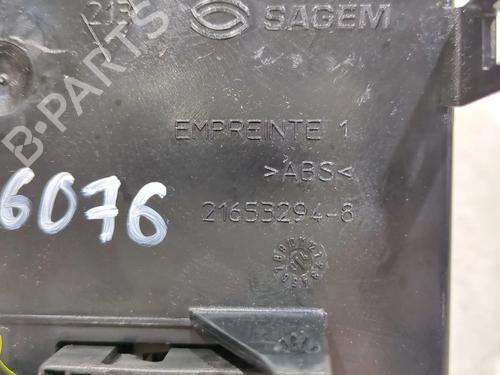 SAGEM
EMPREINTE 1
>ABS<
21653294-8
6076
B-PARTS